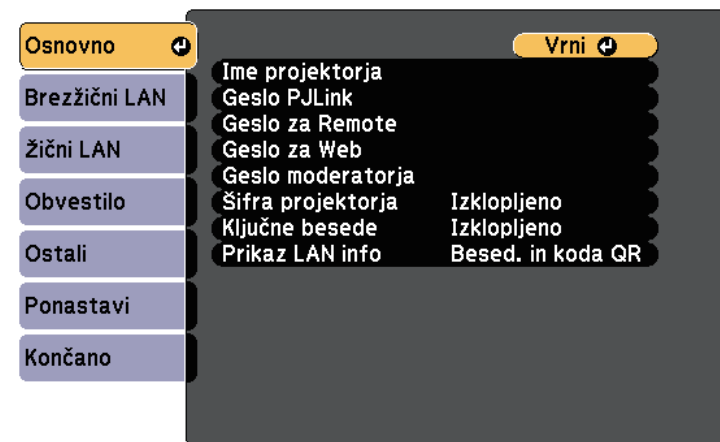 Osnovno
Brezžični LAN
Žični LAN
Obvestilo
Ostali
Ponastavi
Končano
Vrni
Ime projektorja
Geslo PJLink
Geslo za Remote
Geslo za Web
Geslo moderatorja
Šifra projektorja Izklopljeno
Ključne besede Izklopljeno
Prikaz LAN info Besed. in koda QR